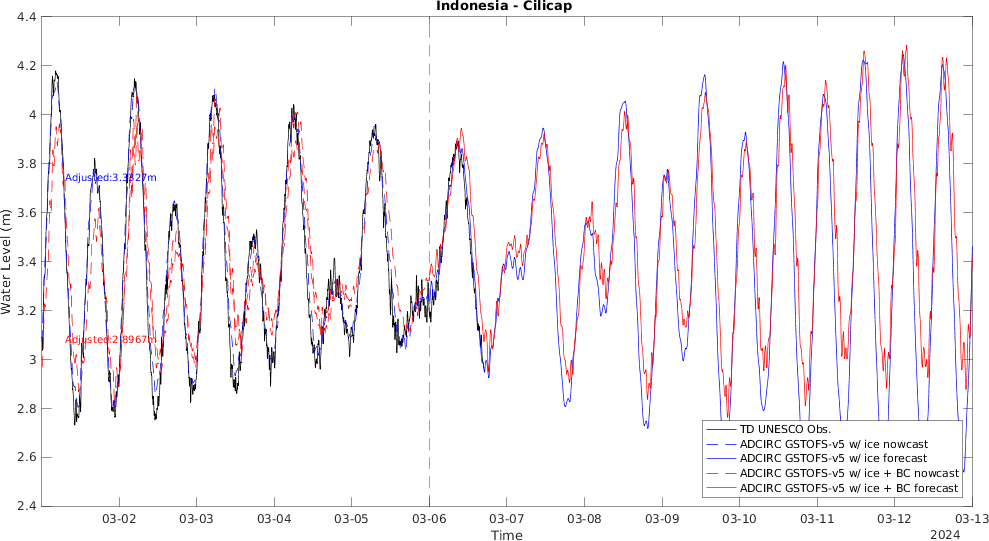 Indonesia - Cilicap
4.4
4.2
4
3.8
3.6
3.4
3.2
3
2.8
2.6
2.4
Water Level (m)
Adjusted:3.3327m
Adjusted:2.8967m
TD UNESCO Obs.
ADCIRC GSTOFS-v5 w/ ice nowcast
ADCIRC GSTOFS-v5 w/ ice forecast
ADCIRC GSTOFS-v5 w/ ice + BC nowcast
ADCIRC GSTOFS-v5 w/ ice + BC forecast
03-02 03-03 03-04 03-05 03-06 03-07 03-08 03-09 03-10 03-11 03-12 03-13
Time
2024